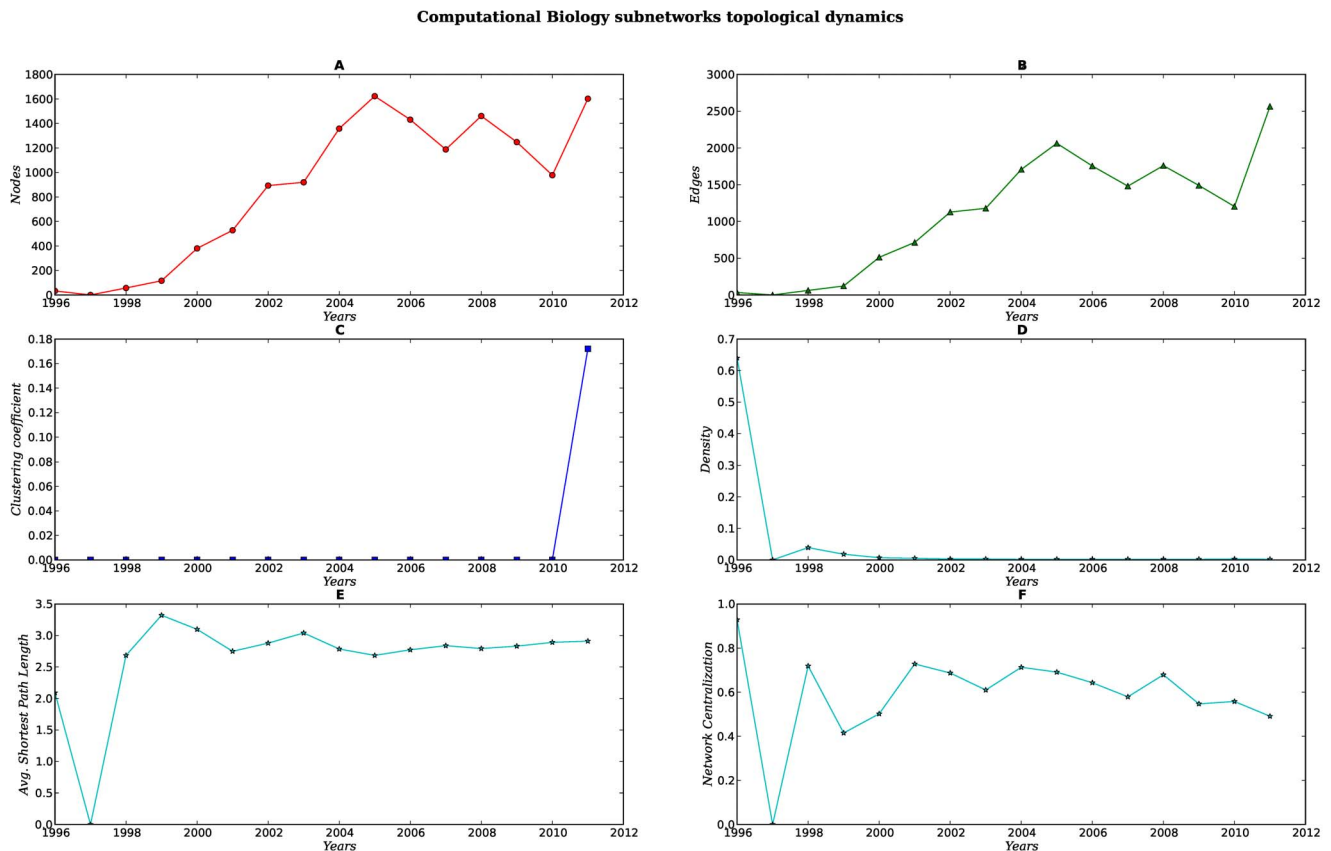 Computational Biology subnetworks topological dynamics
A
1800
1600
1400
1200
1000
800
600
400
200
0
Nodes
1996 1998 2000 2002 2004 2006 2008 2010 2012
Years
B
3000
2500
2000
1500
1000
500
0
Edges
1996 1998 2000 2002 2004 2006 2008 2010 2012
Years
C
0.18
0.16
0.14
0.12
0.10
0.08
0.06
0.04
0.02
0.00
Clustering coefficient
1996 1998 2000 2002 2004 2006 2008 2010 2012
Years
D
0.7
0.6
0.5
0.4
0.3
0.2
0.1
0.0
Density
1996 1998 2000 2002 2004 2006 2008 2010 2012
Years
E
3.5
3.0
2.5
2.0
1.5
1.0
0.5
0.0
Avg. Shortest Path Length
1996 1998 2000 2002 2004 2006 2008 2010 2012
Years
F
1.0
0.8
0.6
0.4
0.2
0.0
Network Centralization
1996 1998 2000 2002 2004 2006 2008 2010 2012
Years